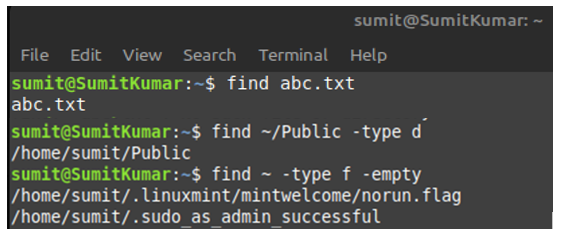 sumit@SumitKumar: ~
File Edit View Search Terminal Help
sumit@SumitKumar:~$ find abc.txt
abc.txt
sumit@SumitKumar:~$ find ~/Public -type d
/home/sumit/Public
sumit@SumitKumar:~$ find ~ -type f -empty
/home/sumit/.linuxmint/mintwelcome/norun.flag
/home/sumit/.sudo_as_admin_successful